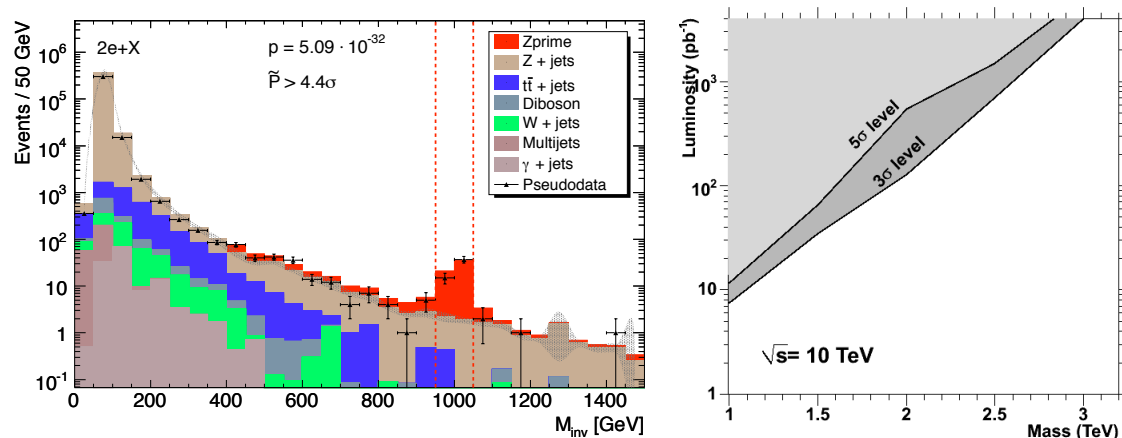 2e+X
p = 5.09 · 10⁻³²
P̃ > 4.4σ
Zprime
Z + jets
tt̄ + jets
Diboson
W + jets
Multijets
γ + jets
Pseudodata
Events / 50 GeV
10⁶
10⁵
10⁴
10³
10²
10
1
10⁻¹
0 200 400 600 800 1000 1200 1400
M_inv [GeV]
Luminosity (pb⁻¹)
10³
10²
10
1
5σ level
3σ level
√s= 10 TeV
1 1.5 2 2.5 3
Mass (TeV)